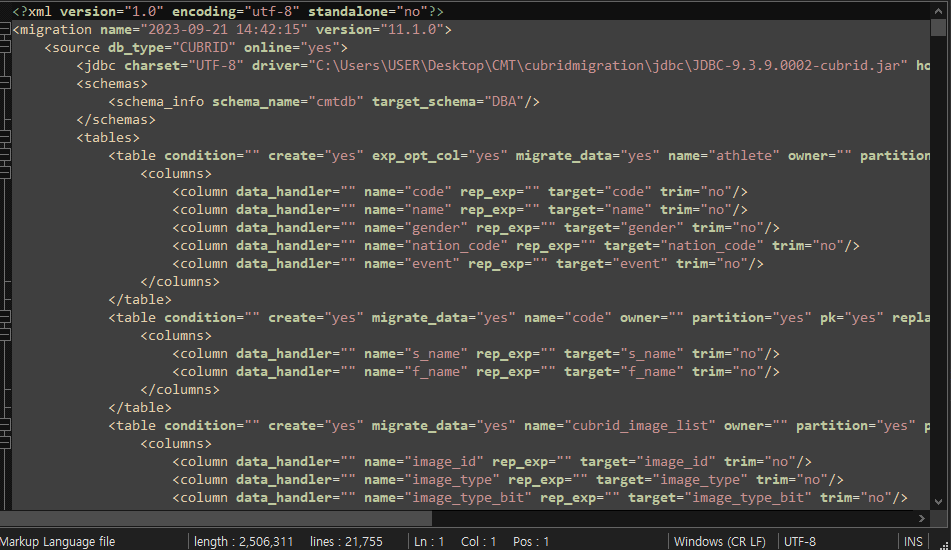 <?xml version="1.0" encoding="utf-8" standalone="no"?>
<migration name="2023-09-21 14:42:15" version="11.1.0">
<source db_type="CUBRID" online="yes">
<jdbc charset="UTF-8" driver="C:\Users\USER\Desktop\CMT\cubridmigration\jdbc\JDBC-9.3.9.0002-cubrid.jar" ho
<schemas>
<schema_info schema_name="cmtdb" target_schema="DBA"/>
</schemas>
<tables>
<table condition="" create="yes" exp_opt_col="yes" migrate_data="yes" name="athlete" owner="" partition
<columns>
<column data_handler="" name="code" rep_exp="" target="code" trim="no"/>
<column data_handler="" name="name" rep_exp="" target="name" trim="no"/>
<column data_handler="" name="gender" rep_exp="" target="gender" trim="no"/>
<column data_handler="" name="nation_code" rep_exp="" target="nation_code" trim="no"/>
<column data_handler="" name="event" rep_exp="" target="event" trim="no"/>
</columns>
</table>
<table condition="" create="yes" migrate_data="yes" name="code" owner="" partition="yes" pk="yes" repla
<columns>
<column data_handler="" name="s_name" rep_exp="" target="s_name" trim="no"/>
<column data_handler="" name="f_name" rep_exp="" target="f_name" trim="no"/>
</columns>
</table>
<table condition="" create="yes" migrate_data="yes" name="cubrid_image_list" owner="" partition="yes" p
<columns>
<column data_handler="" name="image_id" rep_exp="" target="image_id" trim="no"/>
<column data_handler="" name="image_type" rep_exp="" target="image_type" trim="no"/>
<column data_handler="" name="image_type_bit" rep_exp="" target="image_type_bit" trim="no"/>
Markup Language file length : 2,506,311 lines : 21,755 Ln : 1 Col : 1 Pos : 1 Windows (CR LF) UTF-8 INS